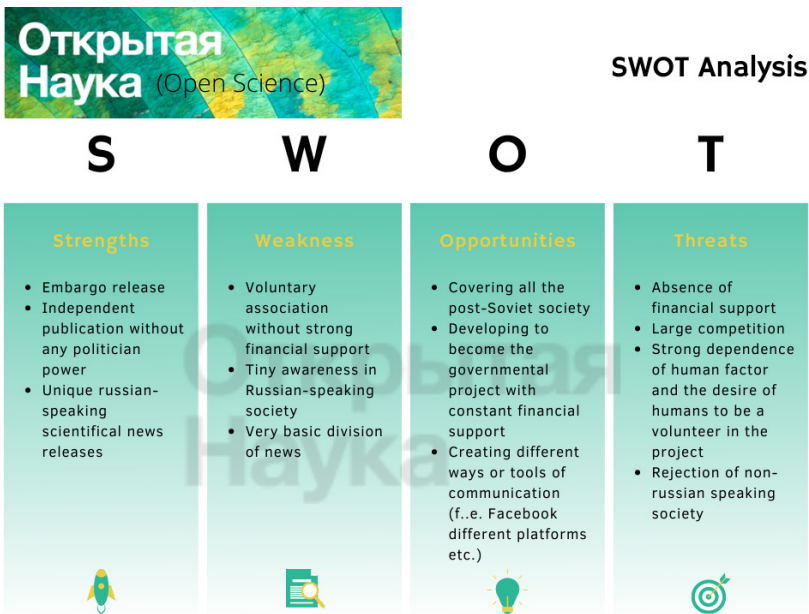 Открытая
Наука (Open Science)
SWOT Analysis
S
W
O
T
Strengths
• Embargo release
• Independent
publication without
any politician
power
• Unique russian-
speaking
scientifical news
releases
Weakness
• Voluntary
association
without strong
financial support
• Tiny awareness in
Russian-speaking
society
• Very basic division
of news
Opportunities
• Covering all the
post-Soviet society
• Developing to
become the
governmental
project with
constant financial
support
• Creating different
ways or tools of
communication
(f..e. Facebook
different platforms
etc.)
Threats
• Absence of
financial support
• Large competition
• Strong dependence
of human factor
and the desire of
humans to be a
volunteer in the
project
• Rejection of non-
russian speaking
society
Открытая
Наука